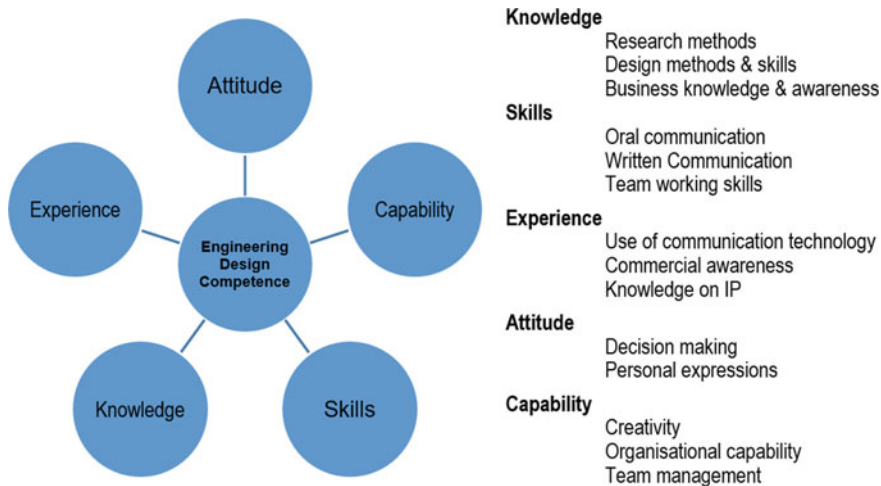 Attitude
Experience
Capability
Engineering
Design
Competence
Knowledge
Skills
Knowledge
Research methods
Design methods & skills
Business knowledge & awareness
Skills
Oral communication
Written Communication
Team working skills
Experience
Use of communication technology
Commercial awareness
Knowledge on IP
Attitude
Decision making
Personal expressions
Capability
Creativity
Organisational capability
Team management